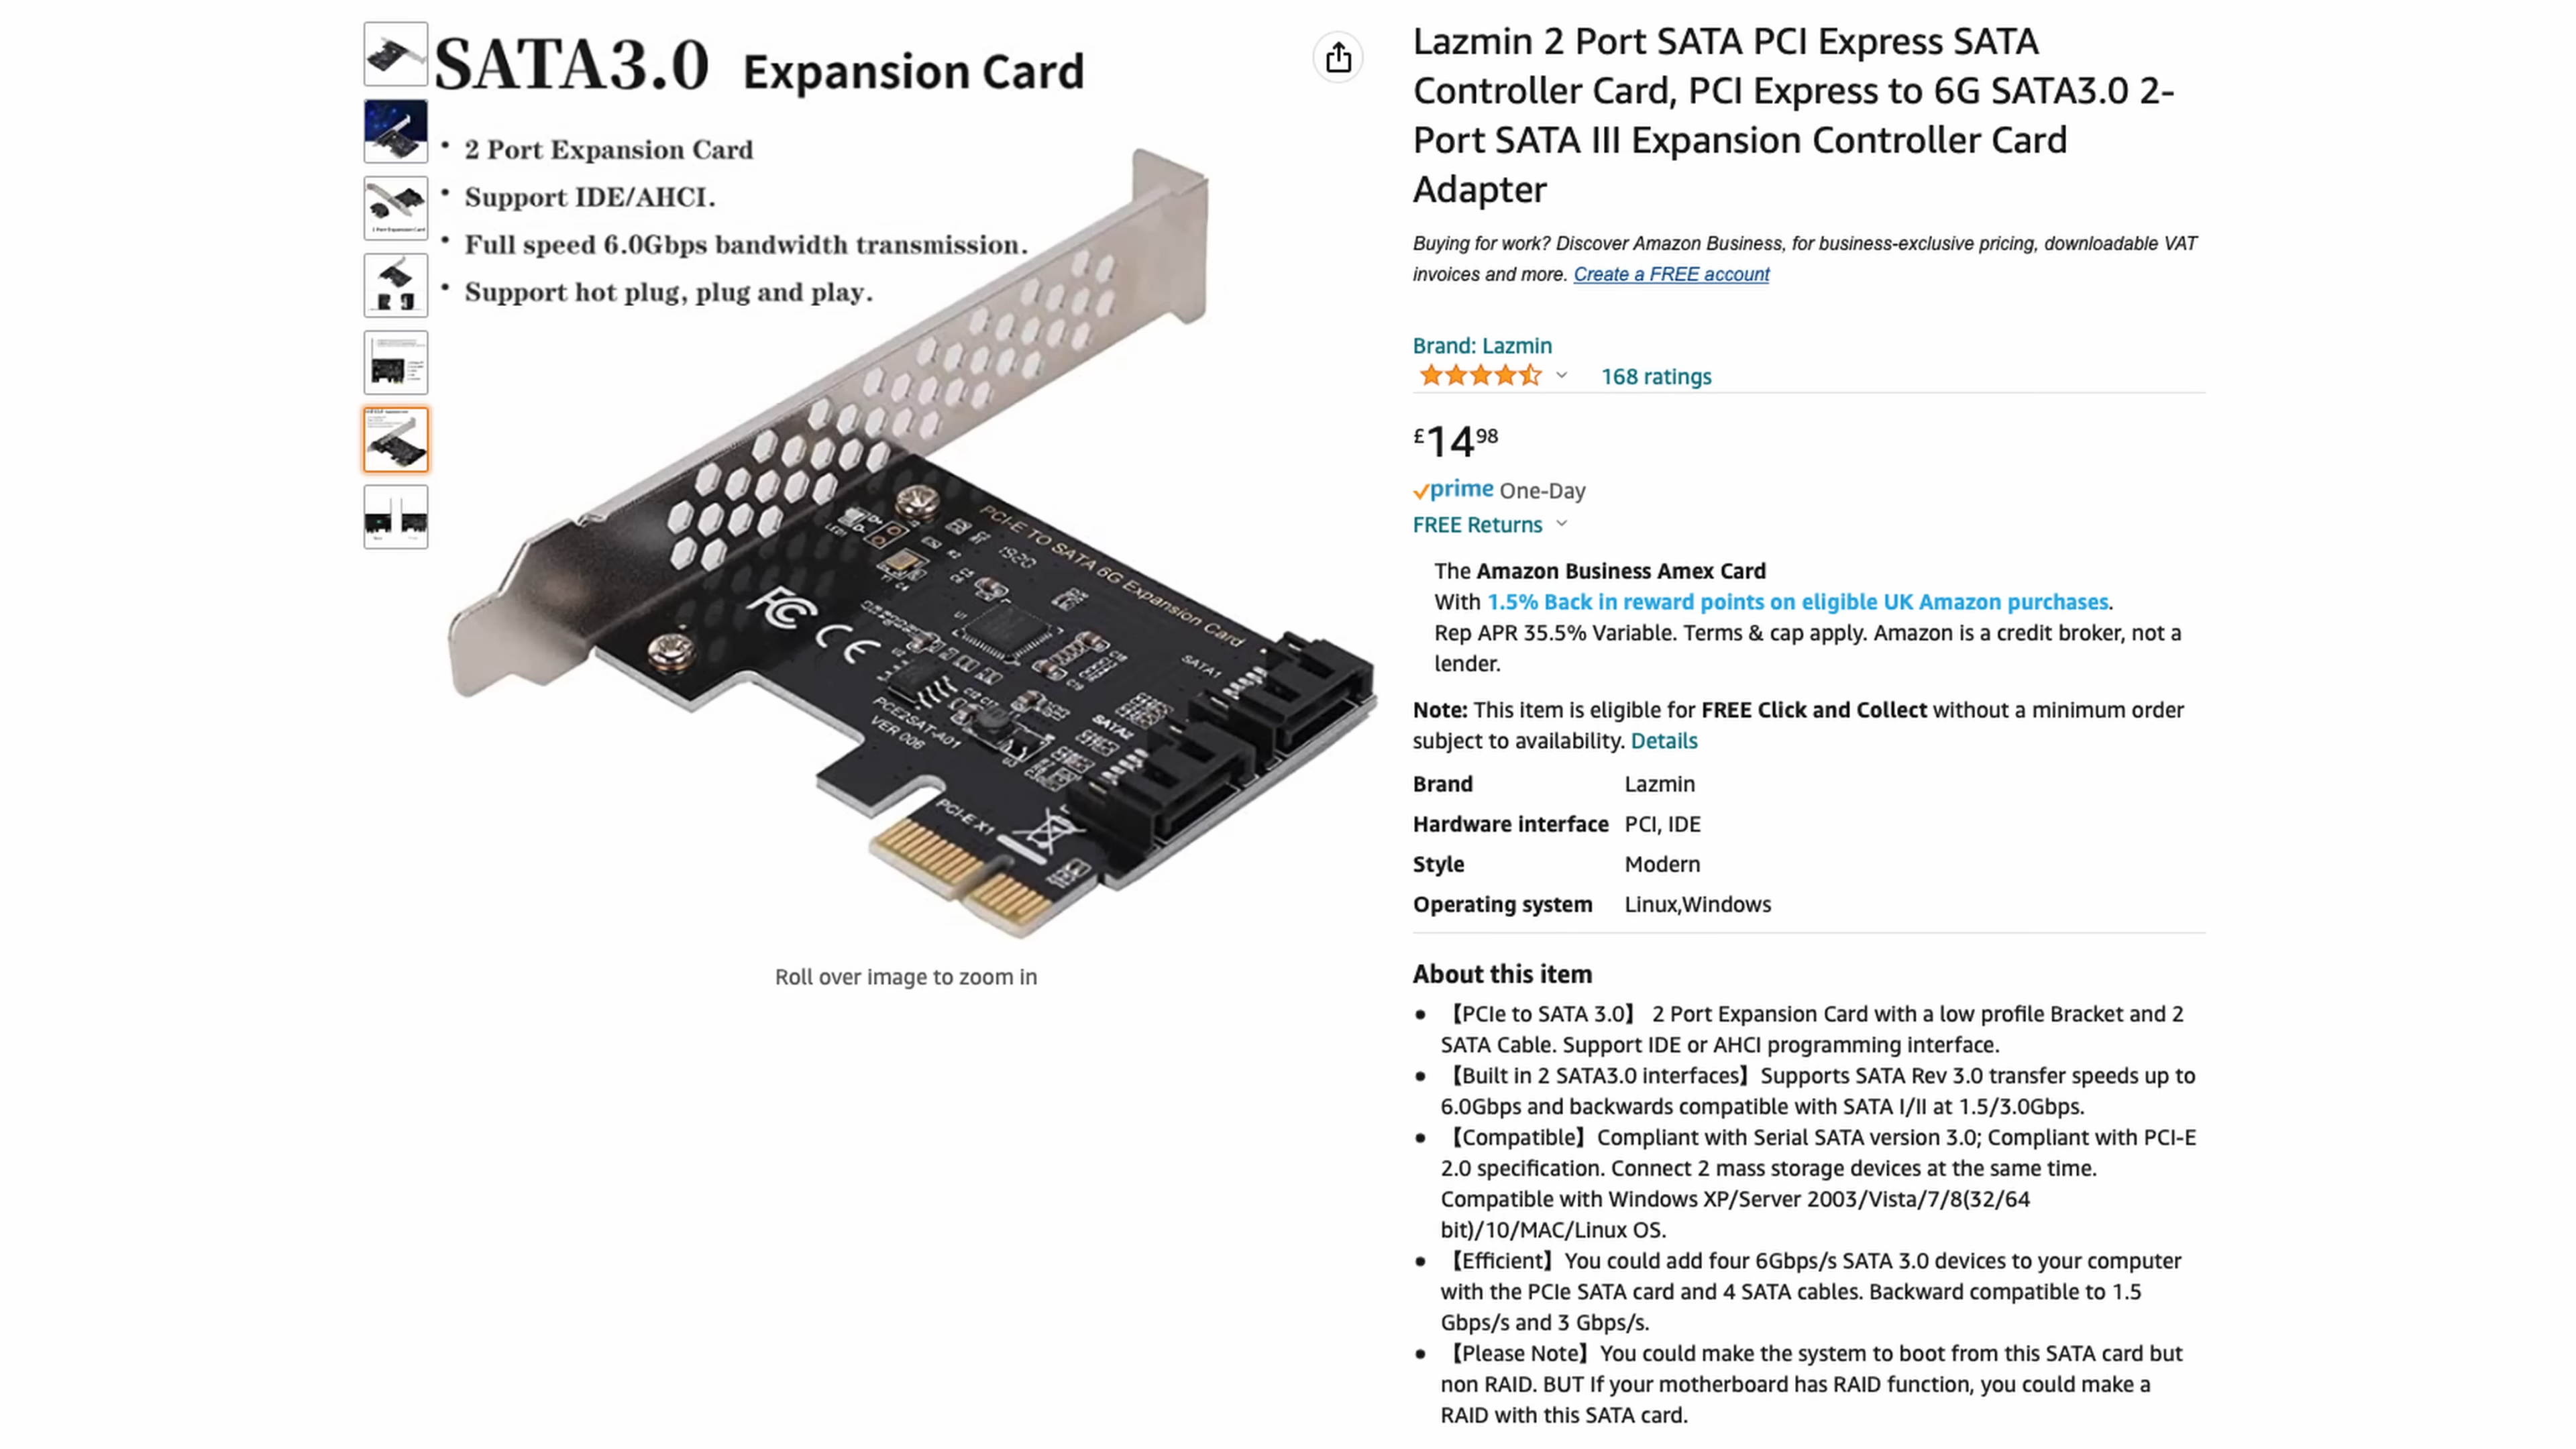 SATA3.0 Expansion Card
• 2 Port Expansion Card
• Support IDE/AHCI.
• Full speed 6.0Gbps bandwidth transmission.
• Support hot plug, plug and play.
PCI-E TO SATA 6G Expansion Card
1920
FC CE
SATA1
SATA2
PCE2SAT-A01
VER 006
PCI-E X1
Roll over image to zoom in
Lazmin 2 Port SATA PCI Express SATA
Controller Card, PCI Express to 6G SATA3.0 2-
Port SATA III Expansion Controller Card
Adapter
Buying for work? Discover Amazon Business, for business-exclusive pricing, downloadable VAT
invoices and more. Create a FREE account
Brand: Lazmin
168 ratings
£14.98
prime One-Day
FREE Returns
The Amazon Business Amex Card
With 1.5% Back in reward points on eligible UK Amazon purchases.
Rep APR 35.5% Variable. Terms & cap apply. Amazon is a credit broker, not a
lender.
Note: This item is eligible for FREE Click and Collect without a minimum order
subject to availability. Details
Brand Lazmin
Hardware interface PCI, IDE
Style Modern
Operating system Linux,Windows
About this item
• 【PCIe to SATA 3.0】 2 Port Expansion Card with a low profile Bracket and 2
SATA Cable. Support IDE or AHCI programming interface.
• 【Built in 2 SATA3.0 interfaces】Supports SATA Rev 3.0 transfer speeds up to
6.0Gbps and backwards compatible with SATA I/II at 1.5/3.0Gbps.
• 【Compatible】Compliant with Serial SATA version 3.0; Compliant with PCI-E
2.0 specification. Connect 2 mass storage devices at the same time.
Compatible with Windows XP/Server 2003/Vista/7/8(32/64
bit)/10/MAC/Linux OS.
• 【Efficient】You could add four 6Gbps/s SATA 3.0 devices to your computer
with the PCIe SATA card and 4 SATA cables. Backward compatible to 1.5
Gbps/s and 3 Gbps/s.
• 【Please Note】You could make the system to boot from this SATA card but
non RAID. BUT If your motherboard has RAID function, you could make a
RAID with this SATA card.